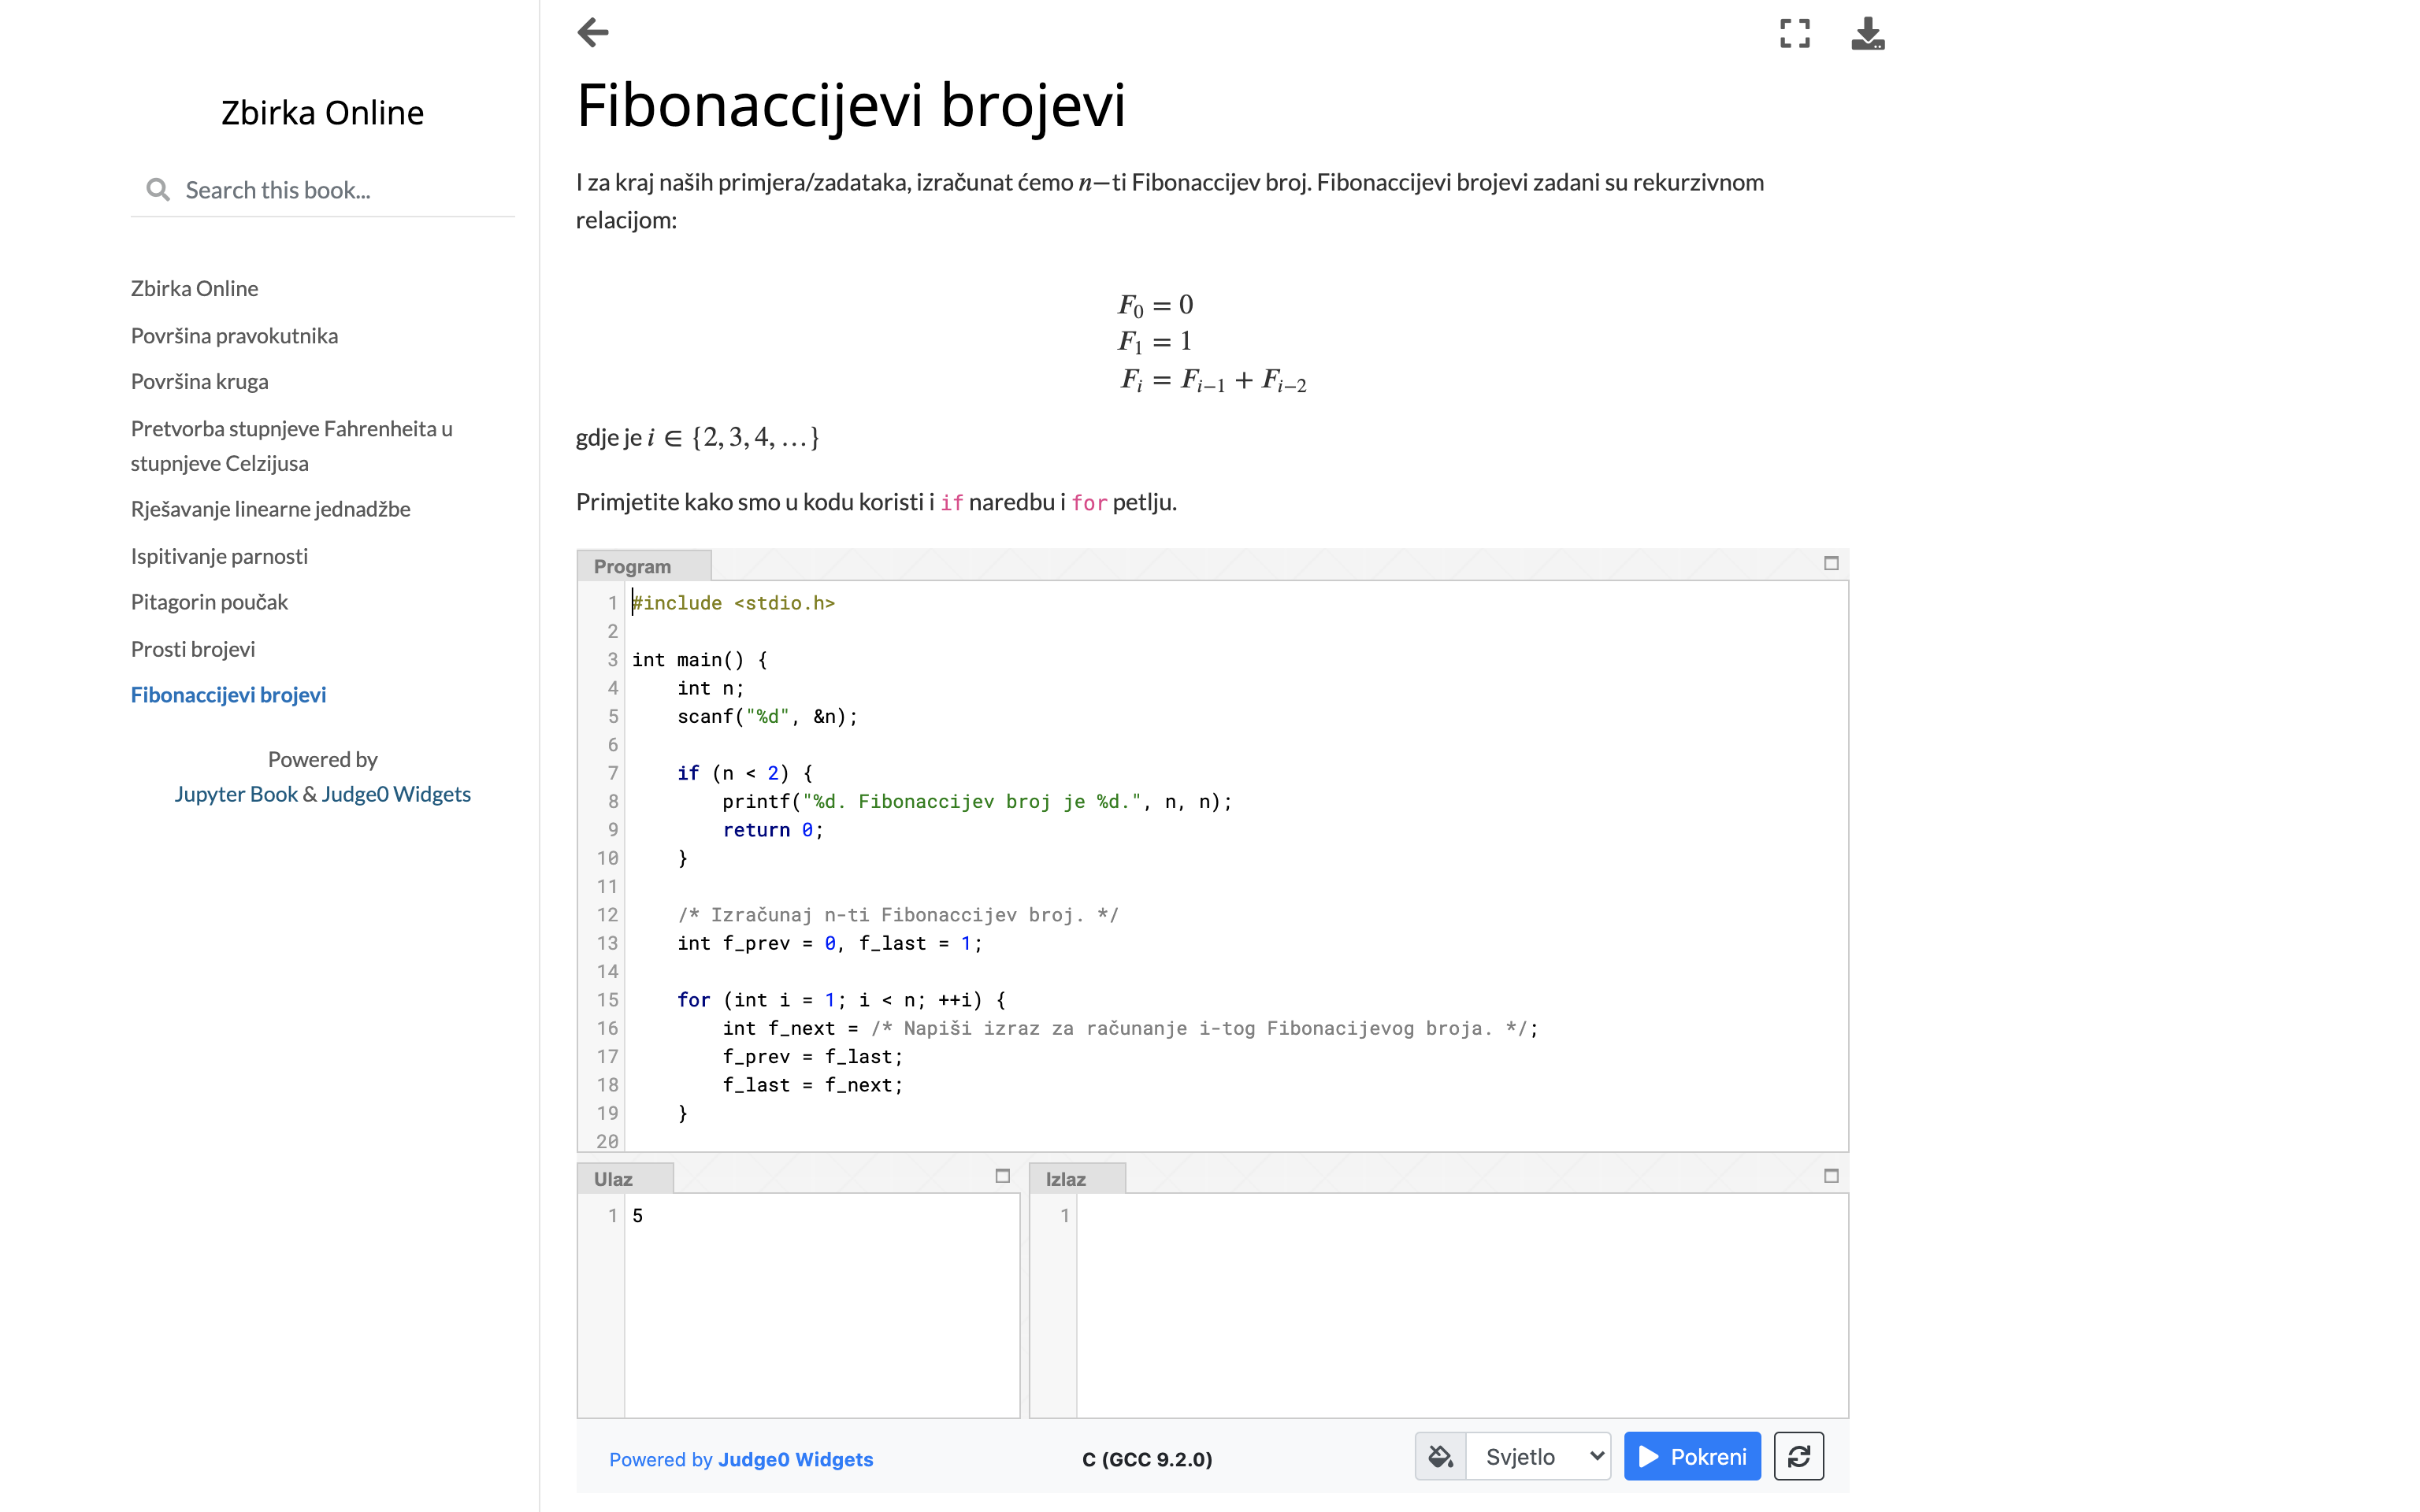 Zbirka Online
Search this book...
Zbirka Online
Površina pravokutnika
Površina kruga
Pretvorba stupnjeve Fahrenheita u
stupnjeve Celzijusa
Rješavanje linearne jednadžbe
Ispitivanje parnosti
Pitagorin poučak
Prosti brojevi
Fibonaccijevi brojevi
Powered by
Jupyter Book & Judge0 Widgets
Fibonaccijevi brojevi
I za kraj naših primjera/zadataka, izračunat ćemo n−ti Fibonaccijev broj. Fibonaccijevi brojevi zadani su rekurzivnom
relacijom:
F₀ = 0
F₁ = 1
Fᵢ = Fᵢ₋₁ + Fᵢ₋₂
gdje je i ∈ {2, 3, 4, …}
Primjetite kako smo u kodu koristi i if naredbu i for petlju.
Program
1 #include <stdio.h>
2
3 int main() {
4     int n;
5     scanf("%d", &n);
6
7     if (n < 2) {
8         printf("%d. Fibonaccijev broj je %d.", n, n);
9         return 0;
10     }
11
12     /* Izračunaj n-ti Fibonaccijev broj. */
13     int f_prev = 0, f_last = 1;
14
15     for (int i = 1; i < n; ++i) {
16         int f_next = /* Napiši izraz za računanje i-tog Fibonacijevog broja. */;
17         f_prev = f_last;
18         f_last = f_next;
19     }
20
Ulaz
1 5
Izlaz
1
Powered by Judge0 Widgets
C (GCC 9.2.0)
Svjetlo
Pokreni